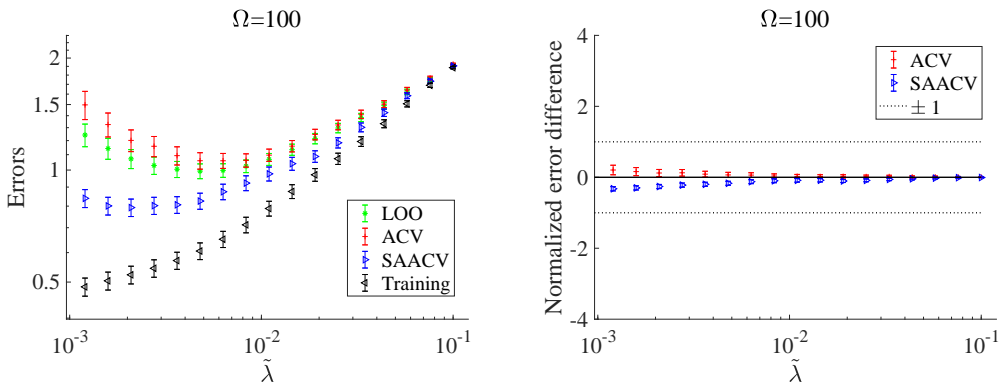 Ω=100
Errors
2
1.5
1
0.5
LOO
ACV
SAACV
Training
10⁻³
10⁻²
10⁻¹
λ̃
Ω=100
Normalized error difference
4
2
0
-2
-4
ACV
SAACV
± 1
10⁻³
10⁻²
10⁻¹
λ̃